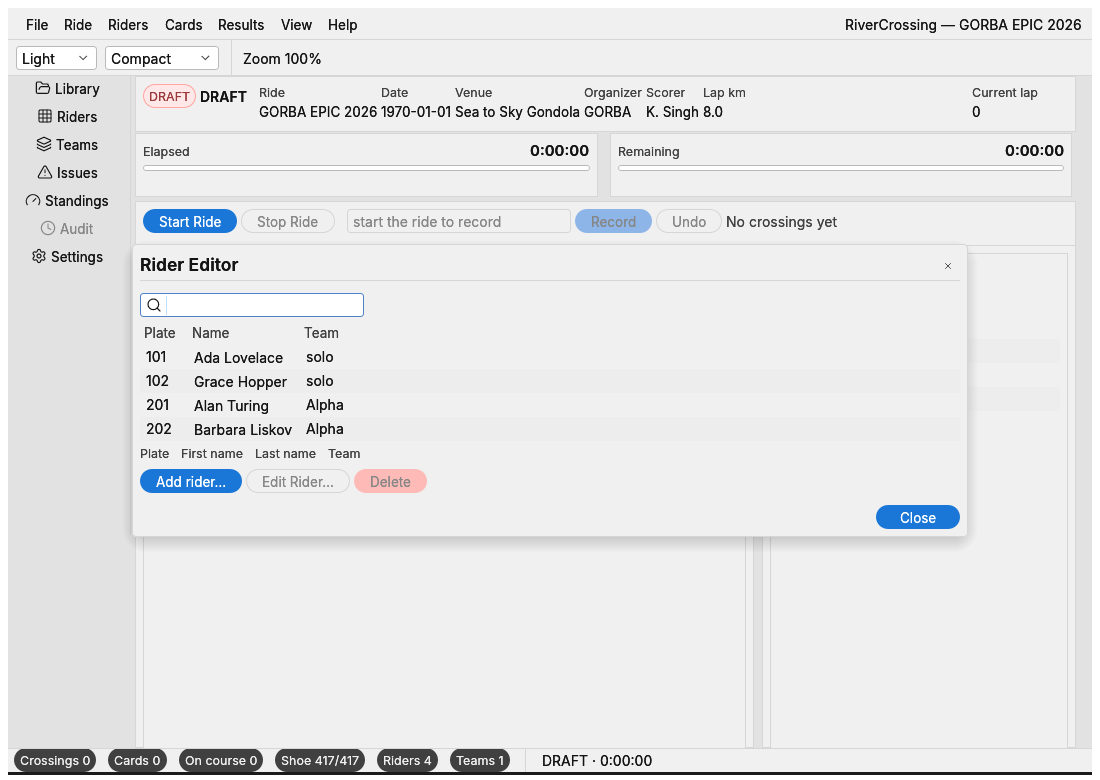 File Ride Riders Cards Results View Help RiverCrossing — GORBA EPIC 2026
Light Compact Zoom 100%
Library
Riders
Teams
Issues
Standings
Audit
Settings
DRAFT DRAFT
Ride Date Venue Organizer Scorer Lap km Current lap
GORBA EPIC 2026 1970-01-01 Sea to Sky Gondola GORBA K. Singh 8.0 0
Elapsed 0:00:00 Remaining 0:00:00
Start Ride Stop Ride start the ride to record Record Undo No crossings yet
Rider Editor ×
Plate Name Team
101 Ada Lovelace solo
102 Grace Hopper solo
201 Alan Turing Alpha
202 Barbara Liskov Alpha
Plate First name Last name Team
Add rider... Edit Rider... Delete
Close
Crossings 0 Cards 0 On course 0 Shoe 417/417 Riders 4 Teams 1 DRAFT · 0:00:00